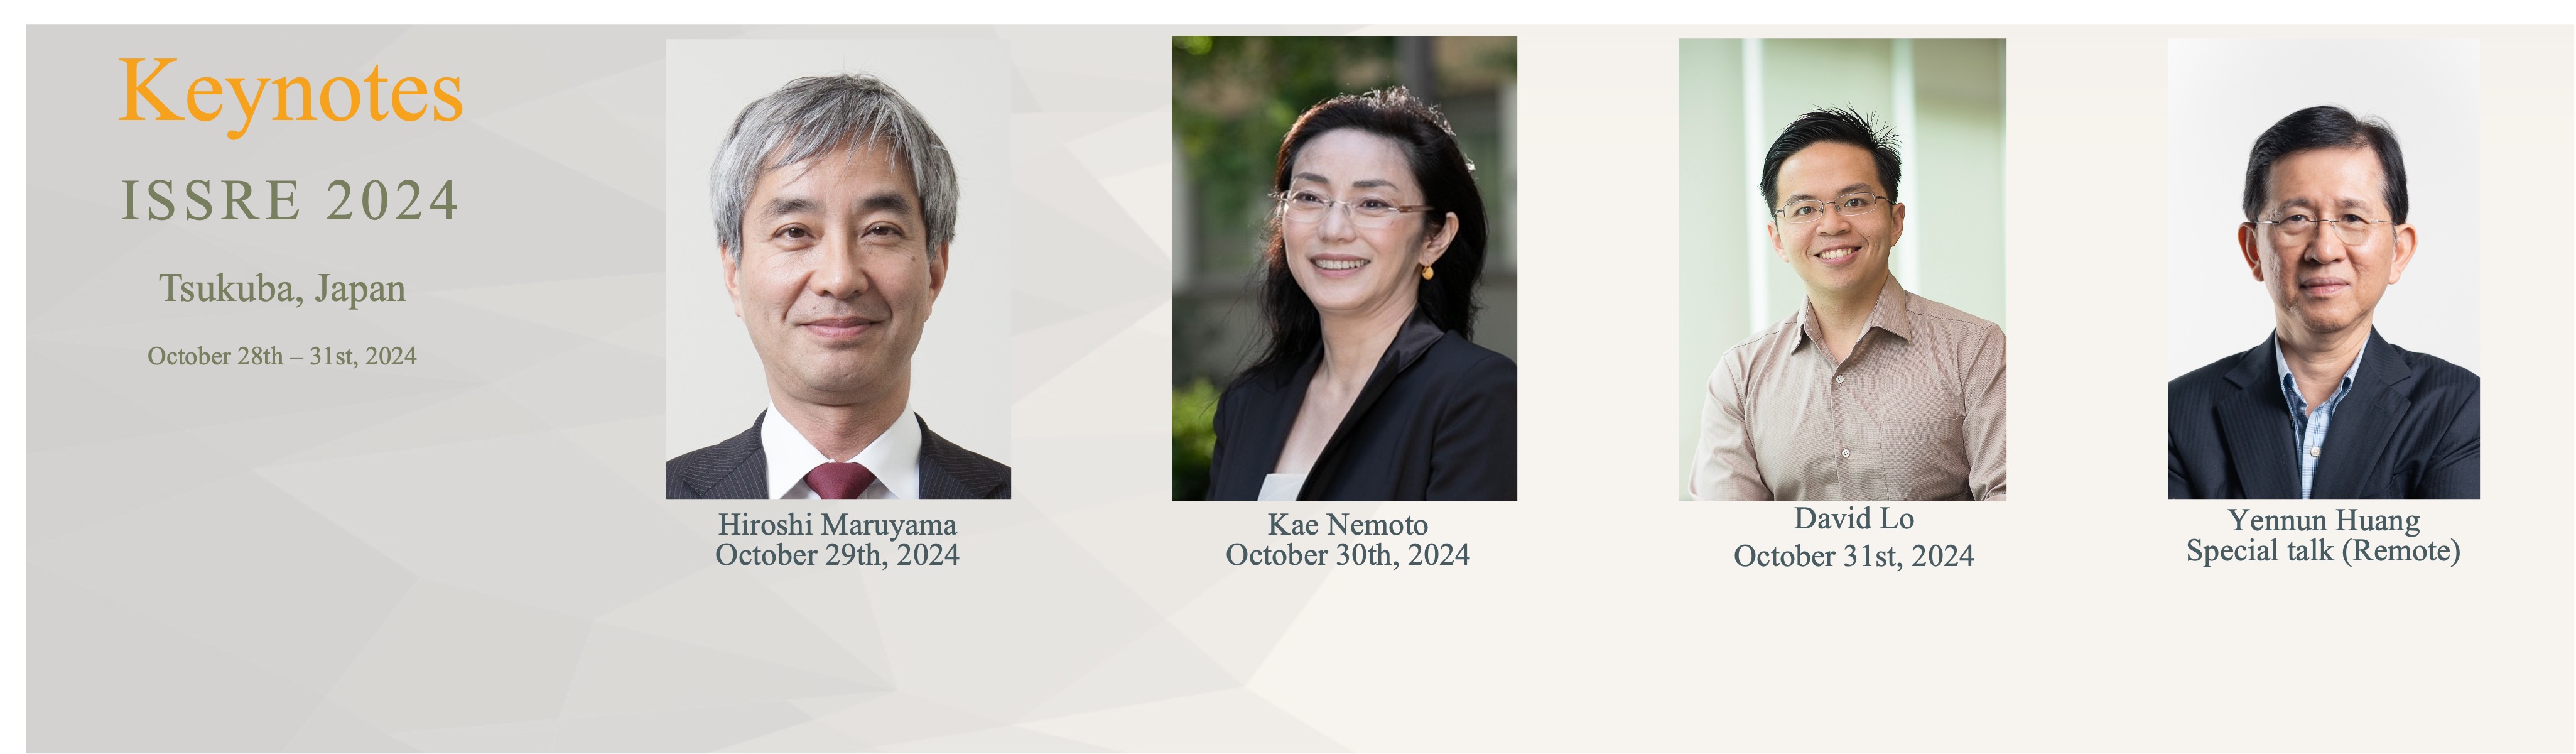 Keynotes
ISSRE 2024
Tsukuba, Japan
October 28th – 31st, 2024
Hiroshi Maruyama
October 29th, 2024
Kae Nemoto
October 30th, 2024
David Lo
October 31st, 2024
Yennun Huang
Special talk (Remote)